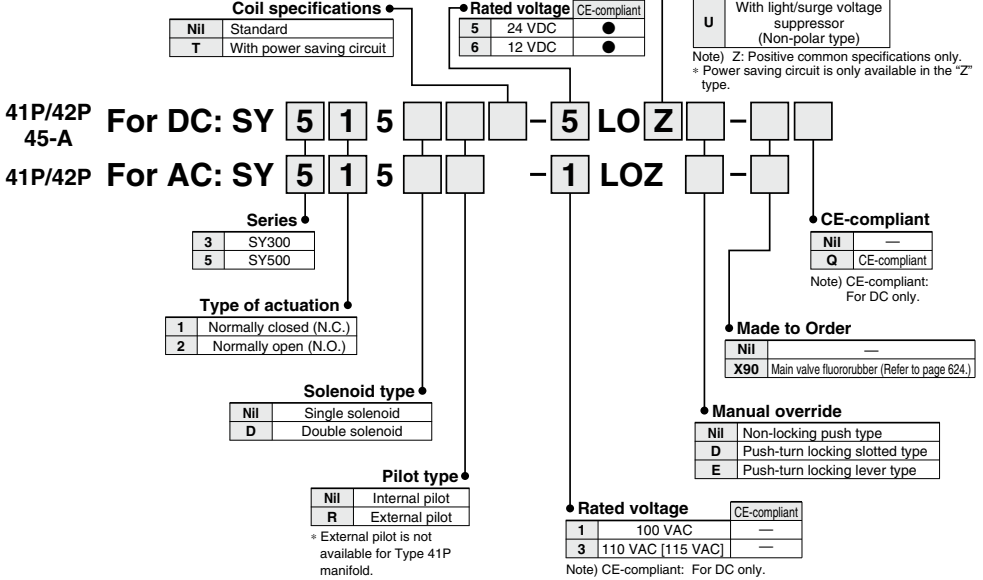 Coil specifications
Nil Standard
T With power saving circuit
Rated voltage CE-compliant
5 24 VDC ●
6 12 VDC ●
U With light/surge voltage
suppressor
(Non-polar type)
Note) Z: Positive common specifications only.
* Power saving circuit is only available in the “Z”
type.
41P/42P
45-A
For DC: SY 5 1 5 – 5 LO Z –
41P/42P For AC: SY 5 1 5 – 1 LOZ –
Series
3 SY300
5 SY500
Type of actuation
1 Normally closed (N.C.)
2 Normally open (N.O.)
Solenoid type
Nil Single solenoid
D Double solenoid
Pilot type
Nil Internal pilot
R External pilot
* External pilot is not
available for Type 41P
manifold.
CE-compliant
Nil —
Q CE-compliant
Note) CE-compliant:
For DC only.
Made to Order
Nil —
X90 Main valve fluororubber (Refer to page 624.)
Manual override
Nil Non-locking push type
D Push-turn locking slotted type
E Push-turn locking lever type
Rated voltage CE-compliant
1 100 VAC —
3 110 VAC [115 VAC] —
Note) CE-compliant: For DC only.